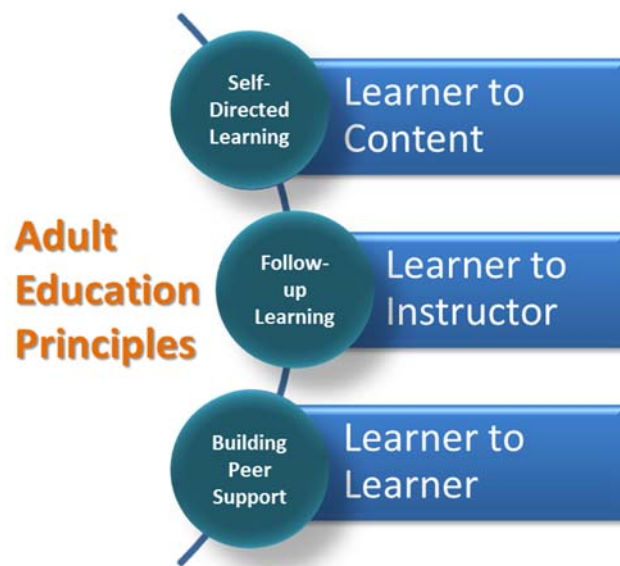 Adult
Education
Principles
Self-
Directed
Learning
Learner to
Content
Follow-
up
Learning
Learner to
Instructor
Building
Peer
Support
Learner to
Learner